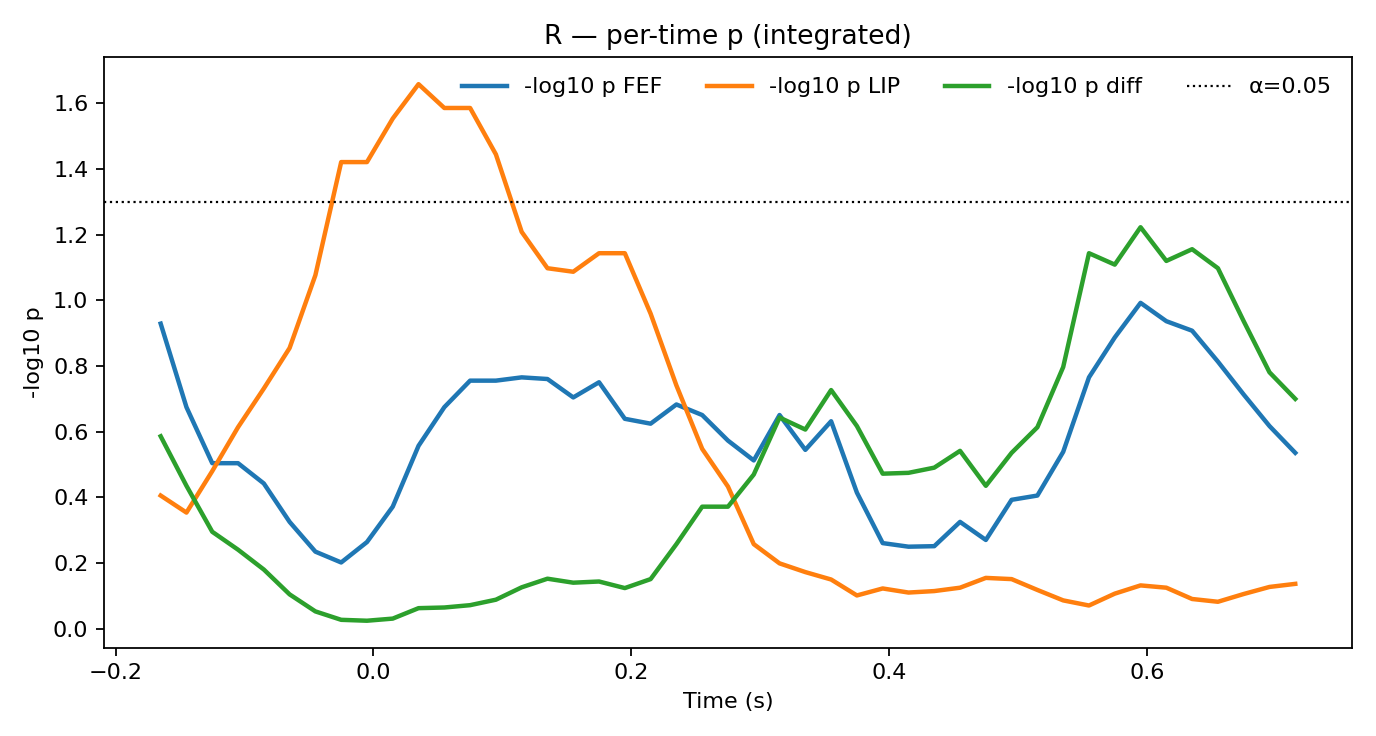 R — per-time p (integrated)
-log10 p FEF -log10 p LIP -log10 p diff α=0.05
-log10 p
1.6
1.4
1.2
1.0
0.8
0.6
0.4
0.2
0.0
−0.2 0.0 0.2 0.4 0.6
Time (s)